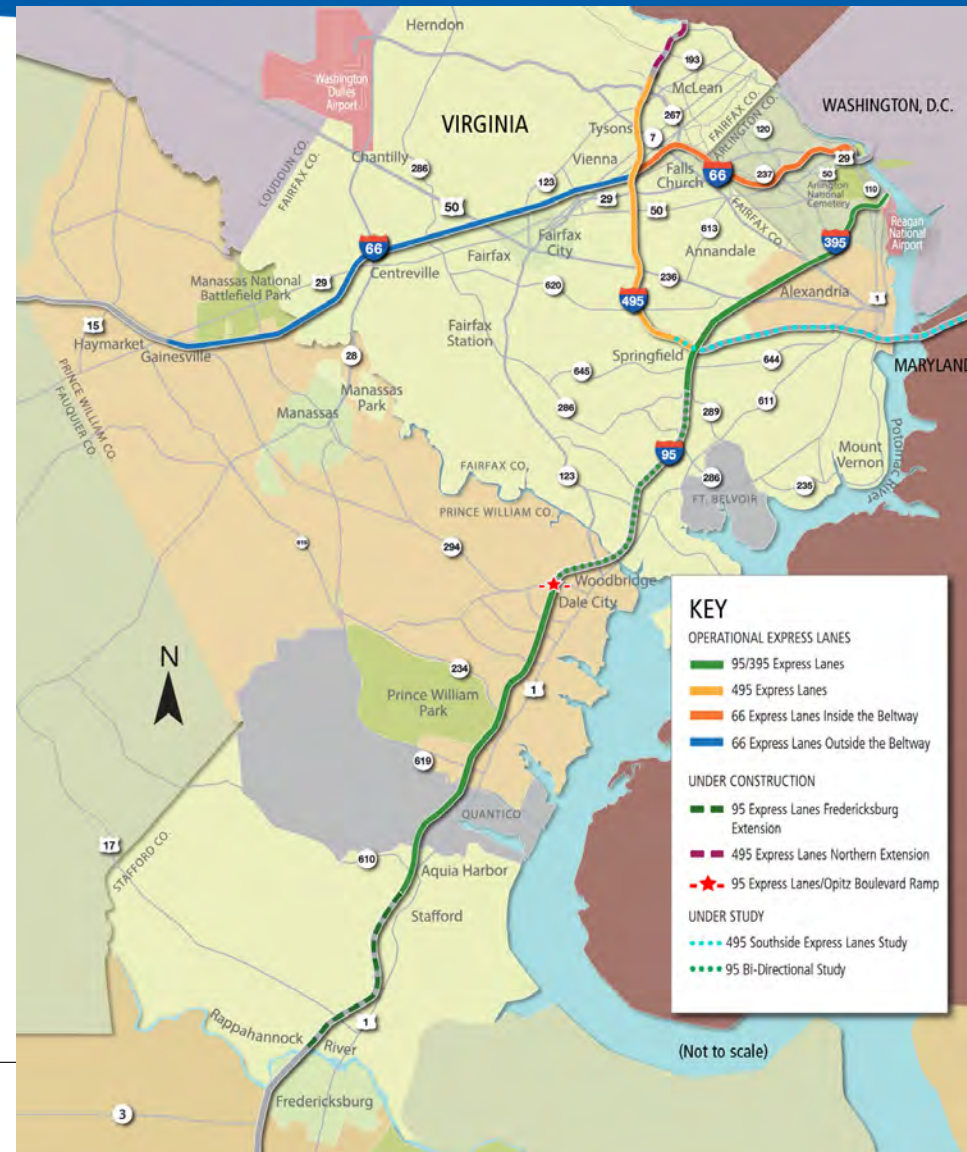 Herndon
193
Washington
Dulles
Airport
McLean
WASHINGTON, D.C.
267
FAIRFAX CO.
ARLINGTON CO.
120
VIRGINIA
Tysons
7
LOUDOUN CO.
FAIRFAX CO.
Chantilly
286
Vienna
Falls
Church
66
237
29
50
Arlington
National
Cemetery
110
123
29
50
50
FAIRFAX CO.
Reagan
National
Airport
613
395
66
Fairfax
Fairfax
City
Annandale
Centreville
Manassas National
Battlefield Park
29
620
236
495
Alexandria
1
15
Haymarket
Gainesville
Fairfax
Station
Springfield
28
645
644
MARYLAND
PRINCE WILLIAM CO.
FAUQUIER CO.
Manassas
Park
Manassas
286
289
611
95
Mount
Vernon
Potomac River
FAIRFAX CO.
123
286
FT. BELVOIR
235
PRINCE WILLIAM CO.
294
Woodbridge
Dale City
N
234
Prince William
Park
1
619
QUANTICO
17
STAFFORD CO.
610
Aquia Harbor
Stafford
1
Rappahannock River
Fredericksburg
3
KEY
OPERATIONAL EXPRESS LANES
95/395 Express Lanes
495 Express Lanes
66 Express Lanes Inside the Beltway
66 Express Lanes Outside the Beltway
UNDER CONSTRUCTION
95 Express Lanes Fredericksburg
Extension
495 Express Lanes Northern Extension
95 Express Lanes/Opitz Boulevard Ramp
UNDER STUDY
495 Southside Express Lanes Study
95 Bi-Directional Study
(Not to scale)